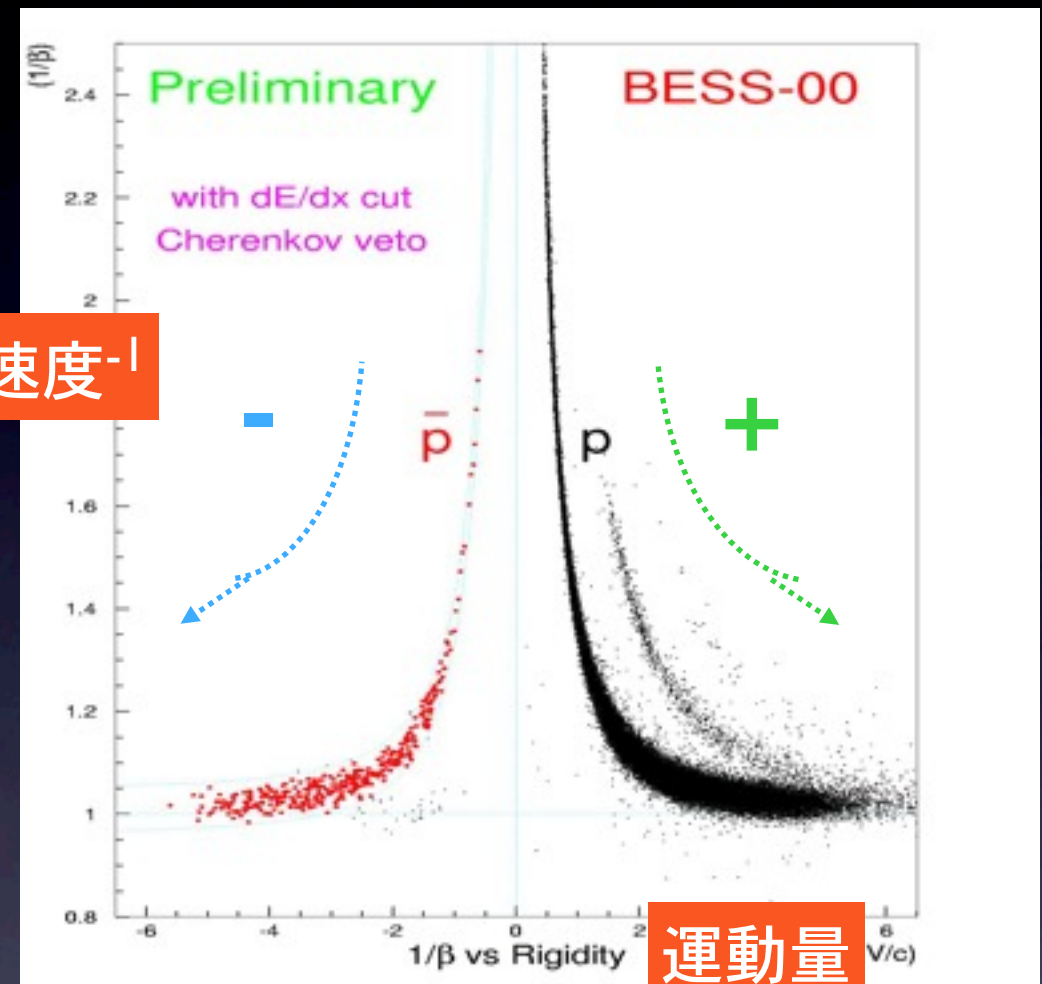 (1/β)
Preliminary
BESS-00
with dE/dx cut
Cherenkov veto
2.4
2.2
2
速度-1
-
+
p̄
p
1.6
1.4
1.2
1
0.8
-6 -4 -2 0 2 6
1/β vs Rigidity
V/c)
運動量